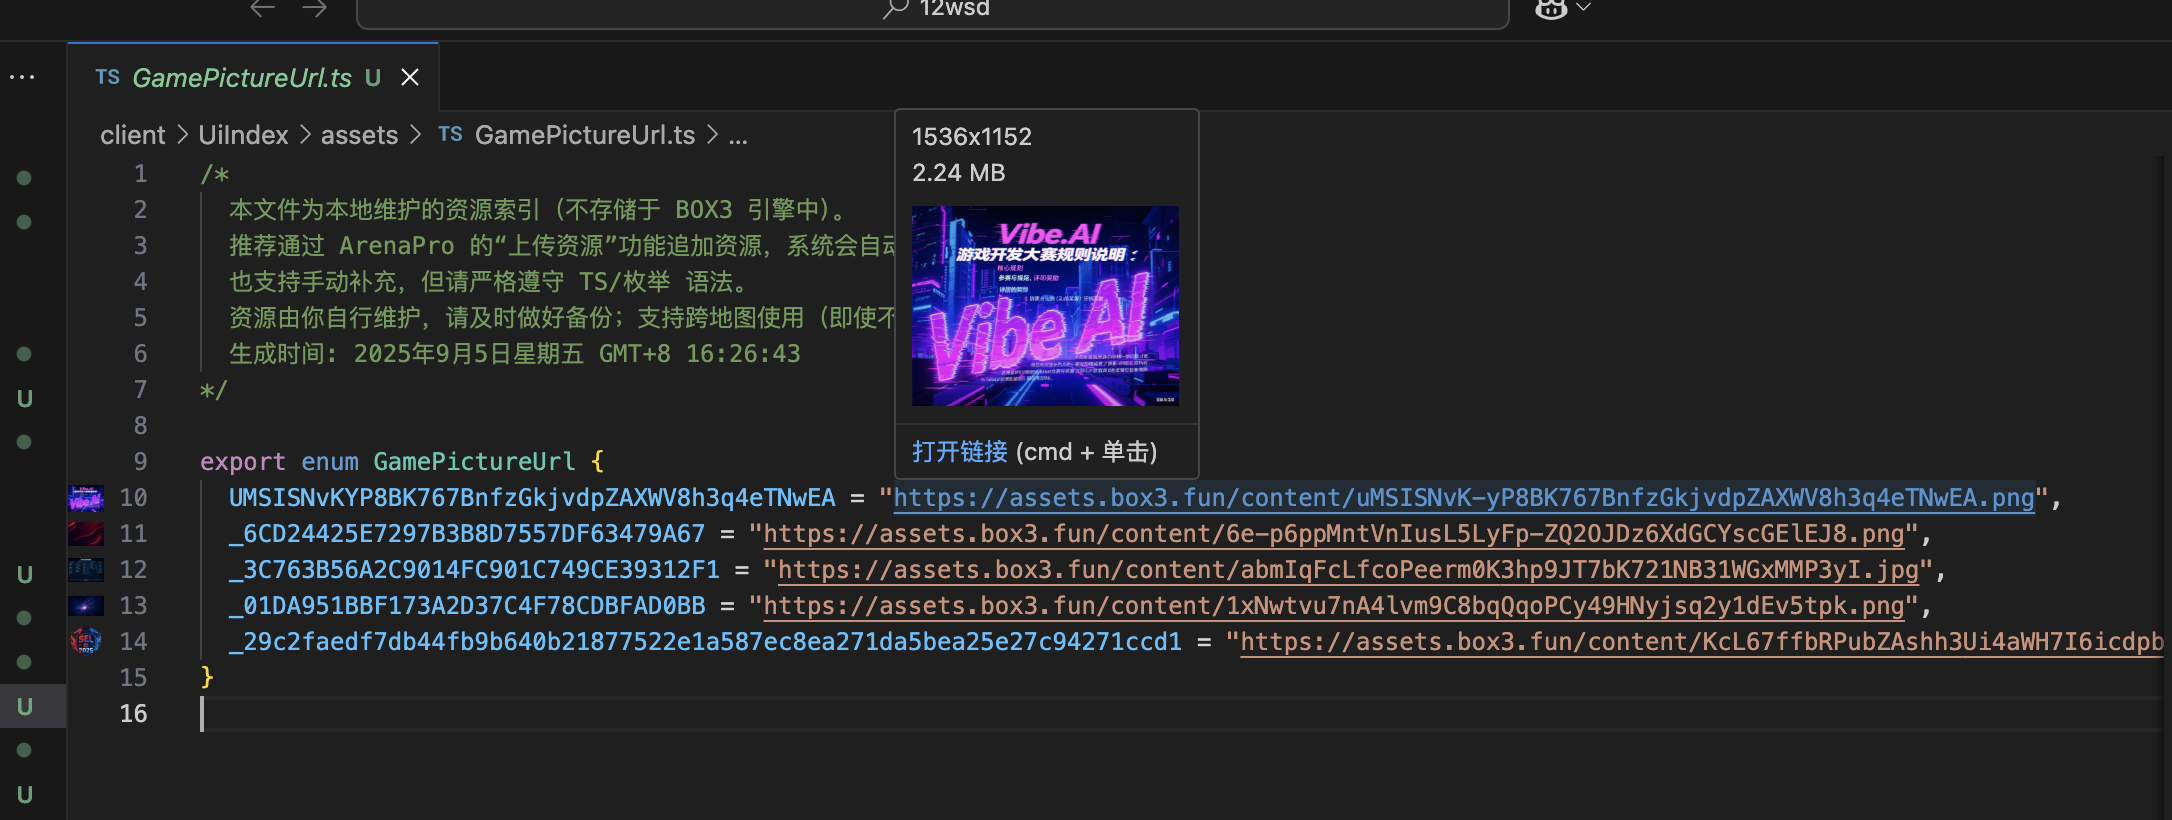 12wsd
TS GamePictureUrl.ts U
client > UiIndex > assets > TS GamePictureUrl.ts > ...
1536x1152
2.24 MB
Vibe.AI
游戏开发大赛规则说明：
核心规则
Vibe AI
打开链接 (cmd + 单击)
1 /*
2 本文件为本地维护的资源索引（不存储于 BOX3 引擎中）。
3 推荐通过 ArenaPro 的“上传资源”功能追加资源，系统会自动
4 也支持手动补充，但请严格遵守 TS/枚举 语法。
5 资源由你自行维护，请及时做好备份；支持跨地图使用（即使不
6 生成时间: 2025年9月5日星期五 GMT+8 16:26:43
7 */
8
9 export enum GamePictureUrl {
10 UMSISNvKYP8BK767BnfzGkjvdpZAXWV8h3q4eTNwEA = "https://assets.box3.fun/content/uMSISNvK-yP8BK767BnfzGkjvdpZAXWV8h3q4eTNwEA.png",
11 _6CD24425E7297B3B8D7557DF63479A67 = "https://assets.box3.fun/content/6e-p6ppMntVnIusL5LyFp-ZQ2OJDz6XdGCYscGElEJ8.png",
12 _3C763B56A2C9014FC901C749CE39312F1 = "https://assets.box3.fun/content/abmIqFcLfcoPeerm0K3hp9JT7bK721NB31WGxMMP3yI.jpg",
13 _01DA951BBF173A2D37C4F78CDBFAD0BB = "https://assets.box3.fun/content/1xNwtvu7nA4lvm9C8bqQqoPCy49HNyjsq2y1dEv5tpk.png",
14 _29c2faedf7db44fb9b640b21877522e1a587ec8ea271da5bea25e27c94271ccd1 = "https://assets.box3.fun/content/KcL67ffbRPubZAshh3Ui4aWH7I6icdpb
15 }
16
U
U
U
U